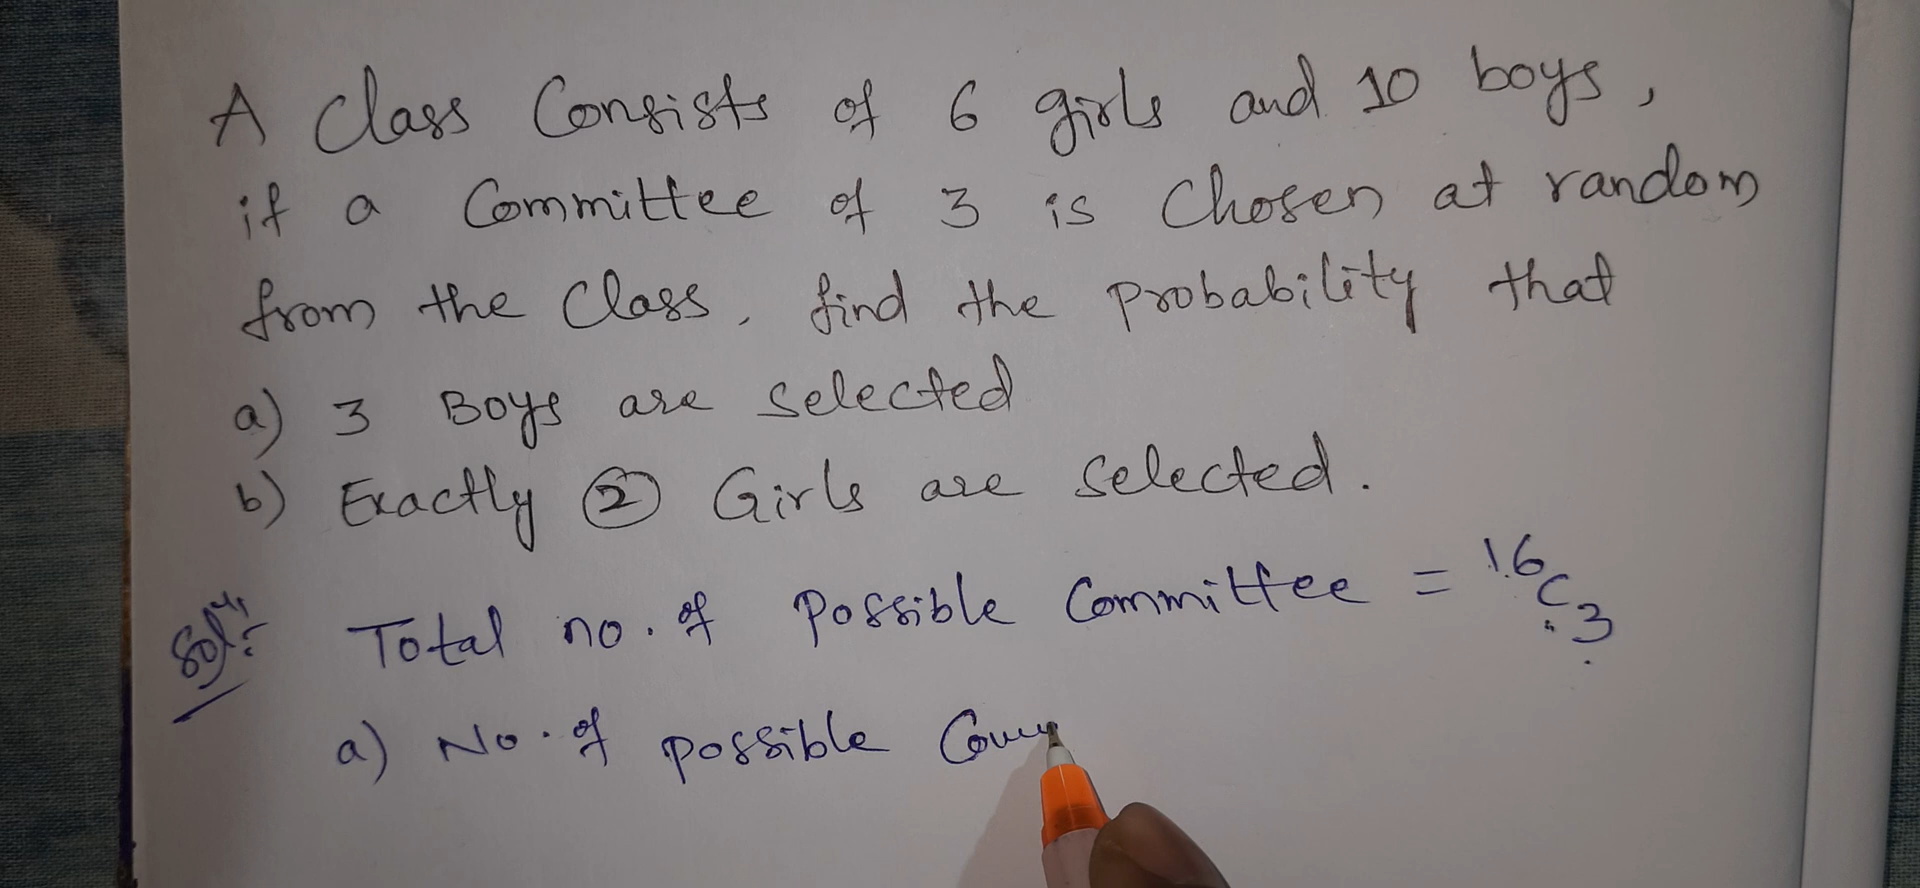 A Class Consists of 6 girls and 10 boys,
if a Committee of 3 is Chosen at random
from the Class, find the Probability that
a) 3 Boys are selected
b) Exactly 2 Girls are selected.
Soln: Total no. of Possible Committee = 16C3
a) No. of possible Comm